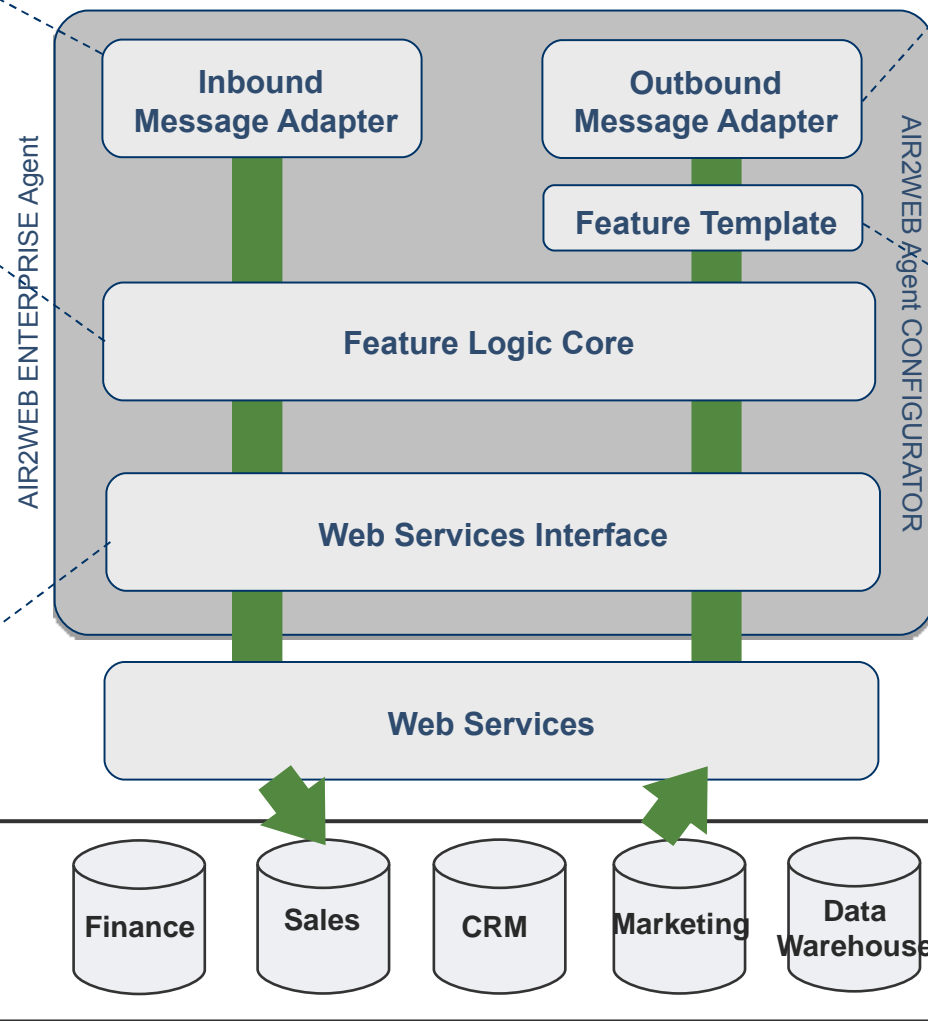 Inbound
Message Adapter
Outbound
Message Adapter
Feature Template
AIR2WEB ENTERPRISE Agent
AIR2WEB Agent CONFIGURATOR
Feature Logic Core
Web Services Interface
Web Services
Finance
Sales
CRM
Marketing
Data
Warehouse